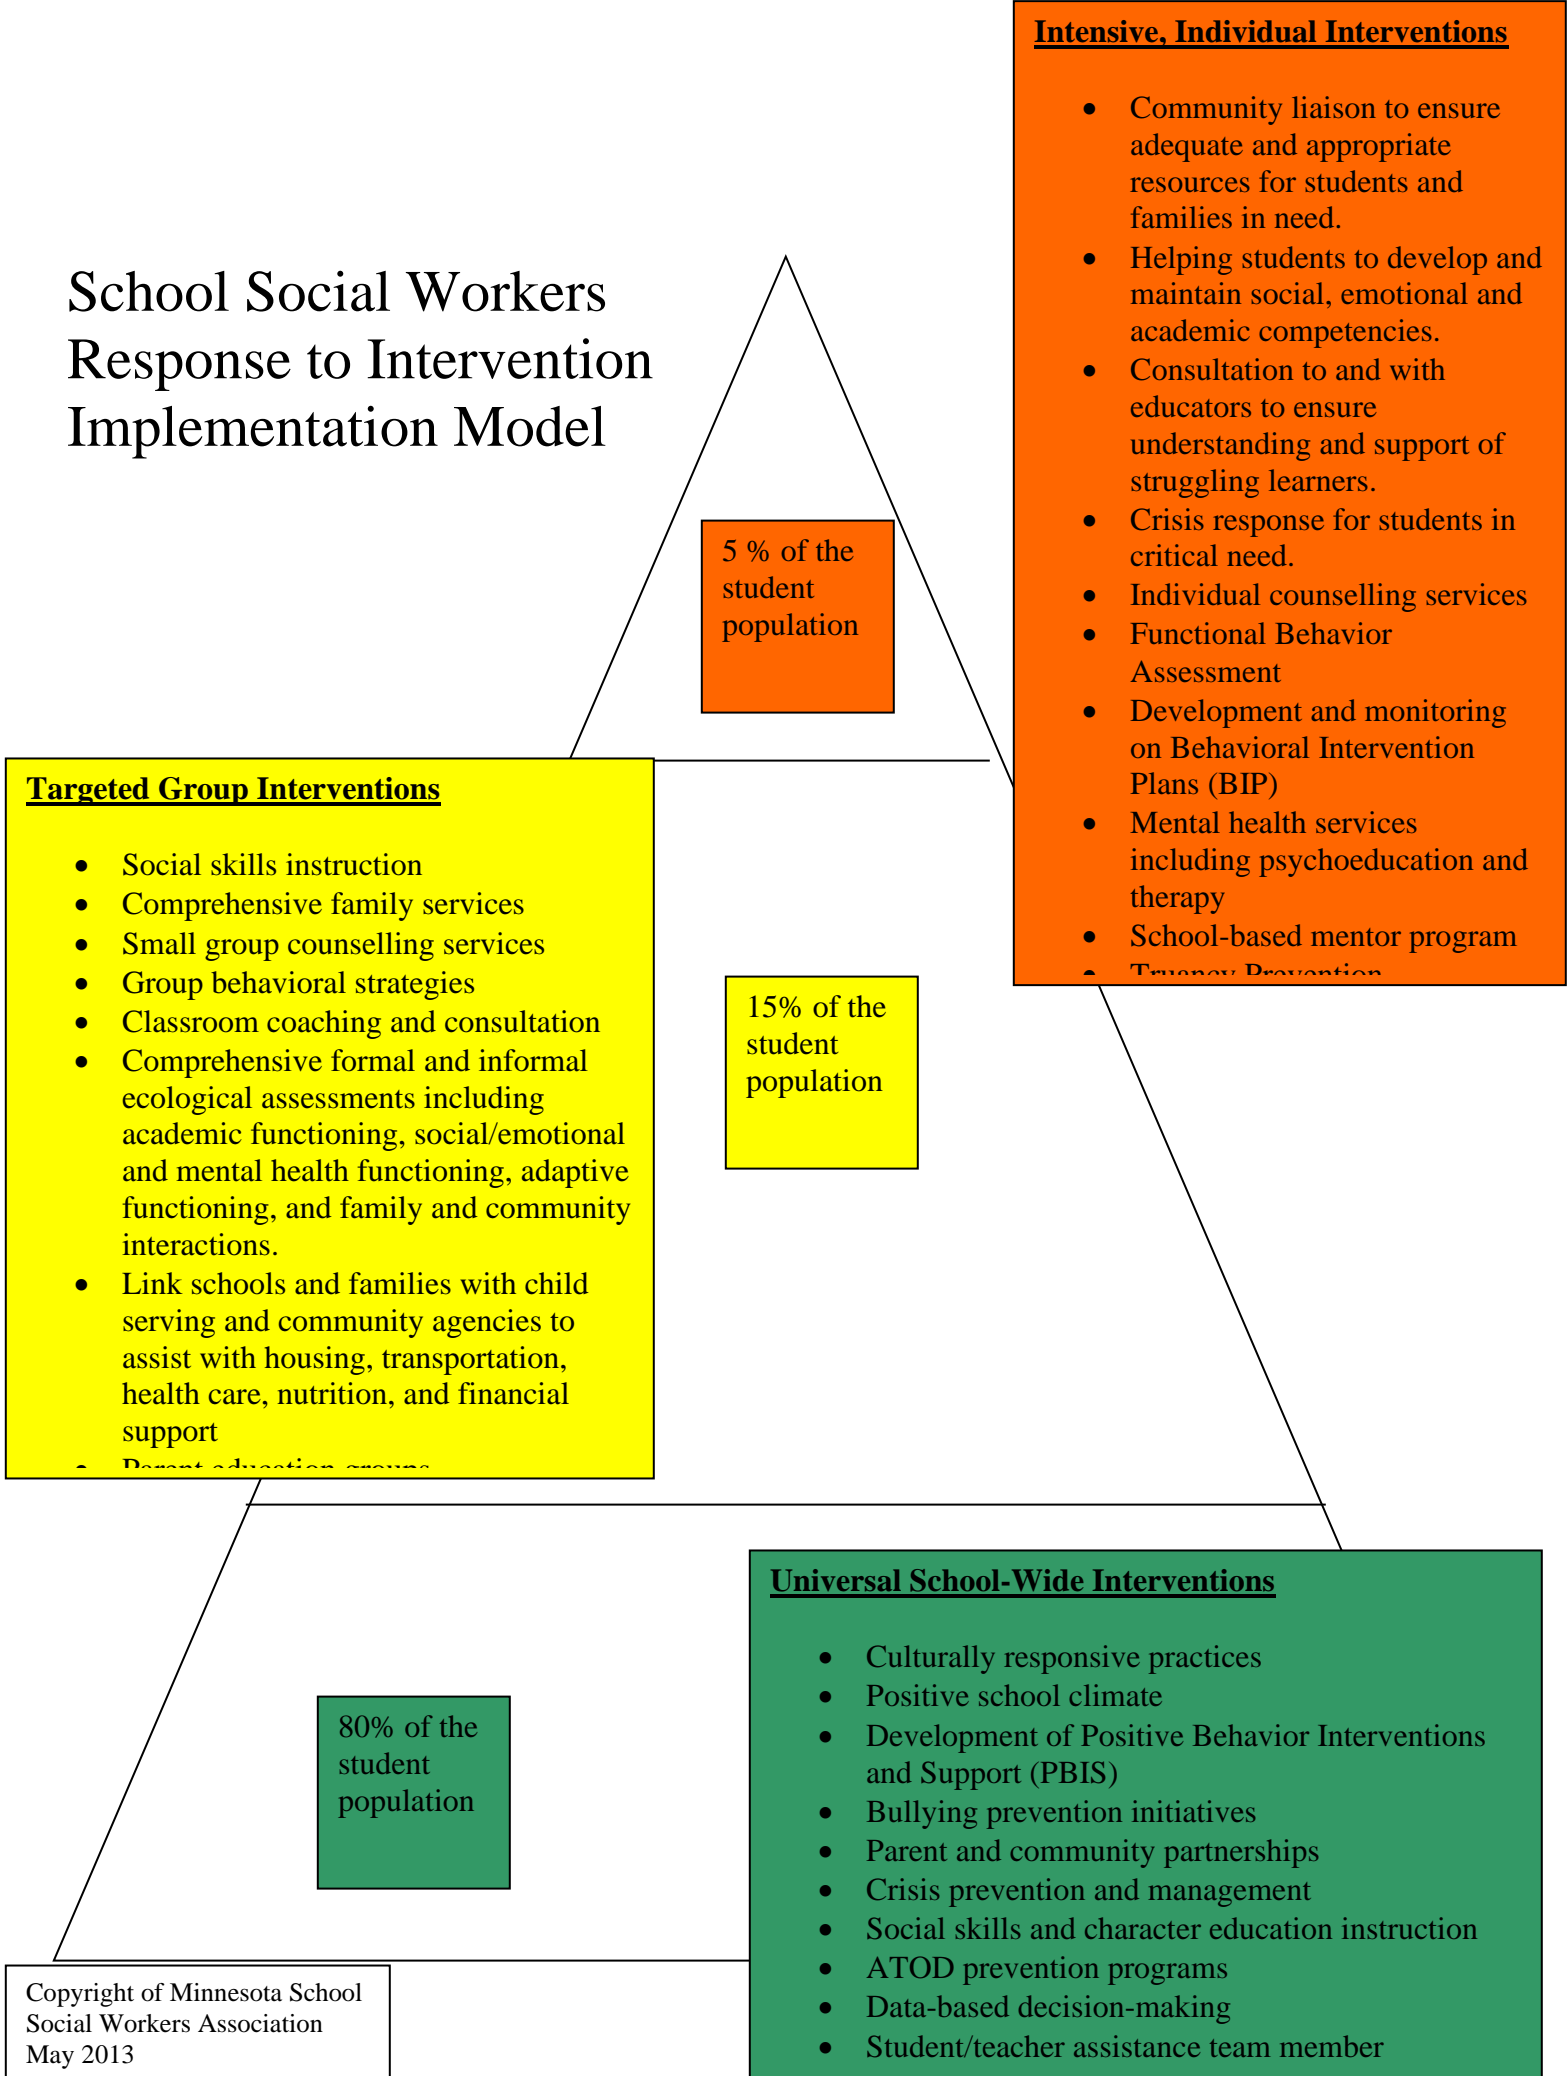 School Social Workers
Response to Intervention
Implementation Model
Intensive, Individual Interventions
• Community liaison to ensure
adequate and appropriate
resources for students and
families in need.
• Helping students to develop and
maintain social, emotional and
academic competencies.
• Consultation to and with
educators to ensure
understanding and support of
struggling learners.
• Crisis response for students in
critical need.
• Individual counselling services
• Functional Behavior
Assessment
• Development and monitoring
on Behavioral Intervention
Plans (BIP)
• Mental health services
including psychoeducation and
therapy
• School-based mentor program
• Truancy Prevention
5 % of the
student
population
Targeted Group Interventions
• Social skills instruction
• Comprehensive family services
• Small group counselling services
• Group behavioral strategies
• Classroom coaching and consultation
• Comprehensive formal and informal
ecological assessments including
academic functioning, social/emotional
and mental health functioning, adaptive
functioning, and family and community
interactions.
• Link schools and families with child
serving and community agencies to
assist with housing, transportation,
health care, nutrition, and financial
support
• Parent education groups
15% of the
student
population
Universal School-Wide Interventions
• Culturally responsive practices
• Positive school climate
• Development of Positive Behavior Interventions
and Support (PBIS)
• Bullying prevention initiatives
• Parent and community partnerships
• Crisis prevention and management
• Social skills and character education instruction
• ATOD prevention programs
• Data-based decision-making
• Student/teacher assistance team member
80% of the
student
population
Copyright of Minnesota School
Social Workers Association
May 2013